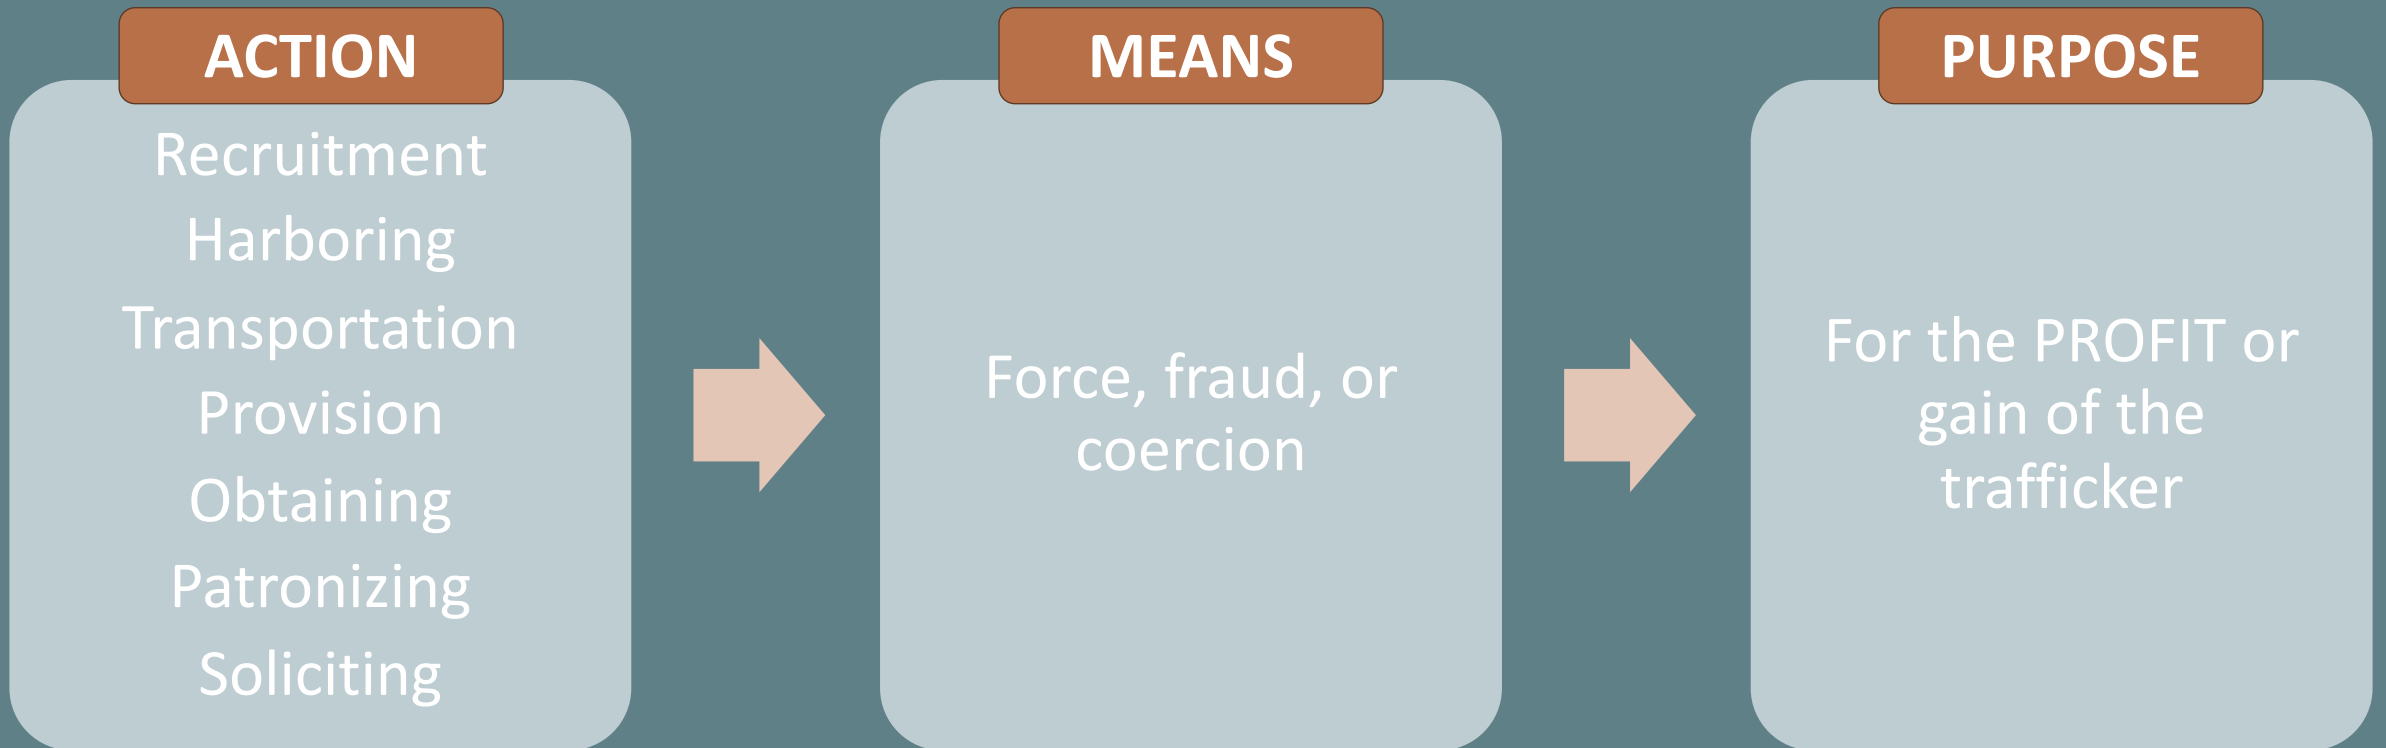 ACTION
Recruitment
Harboring
Transportation
Provision
Obtaining
Patronizing
Soliciting
MEANS
Force, fraud, or
coercion
PURPOSE
For the PROFIT or
gain of the
trafficker